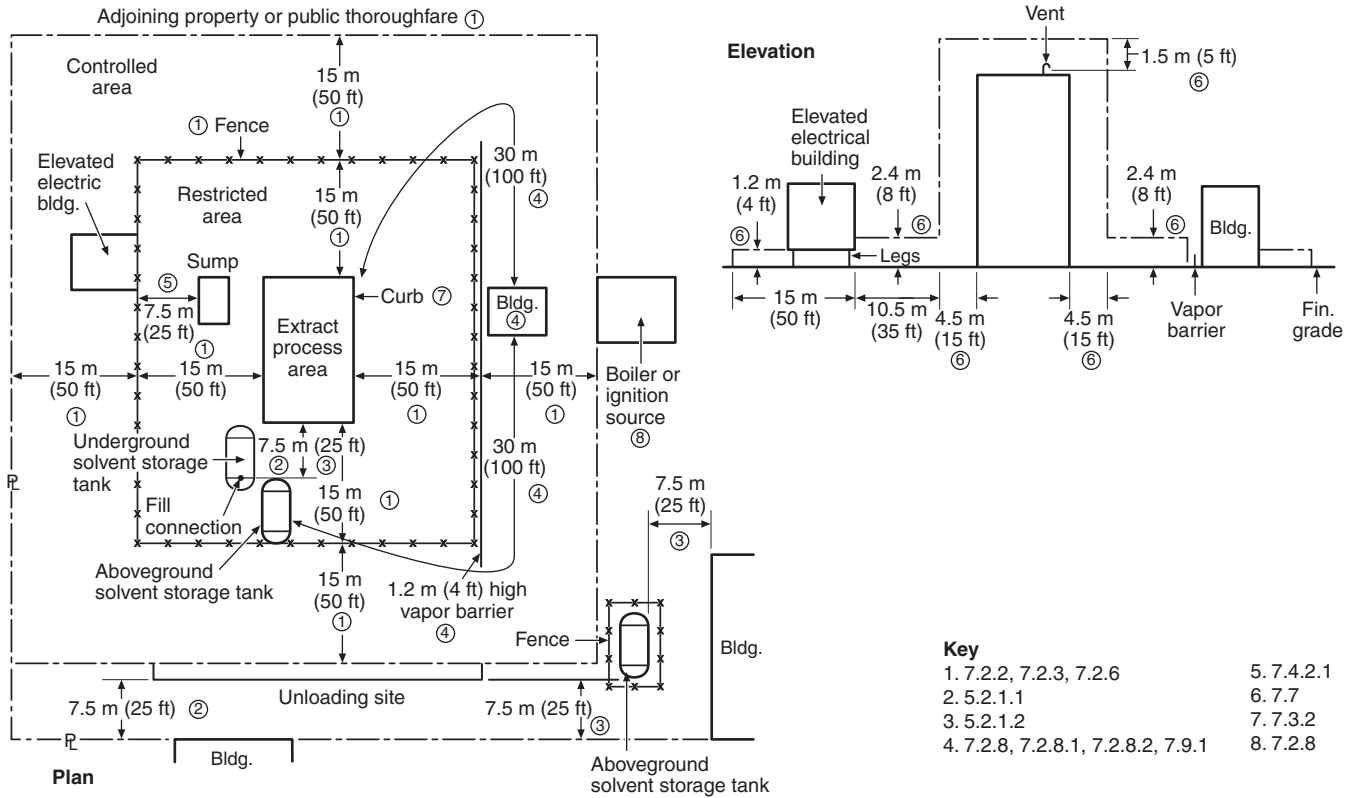 Adjoining property or public thoroughfare ①
Controlled
area
15 m
(50 ft)
①
① Fence
Elevated
electric
bldg.
Restricted
area
15 m
(50 ft)
①
30 m
(100 ft)
④
Sump
⑤
7.5 m
(25 ft)
①
Curb ⑦
Extract
process
area
Bldg.
④
15 m
(50 ft)
①
15 m
(50 ft)
15 m
(50 ft)
①
15 m
(50 ft)
①
Boiler or
ignition
source
⑧
Underground
solvent storage
tank
7.5 m (25 ft)
② ③
30 m
(100 ft)
④
PL
Fill
connection
15 m
(50 ft)
①
7.5 m
(25 ft)
③
Aboveground
solvent storage tank
15 m
(50 ft)
①
1.2 m (4 ft) high
vapor barrier
④
Fence
Bldg.
Unloading site
7.5 m (25 ft) ②
7.5 m (25 ft)
③
PL
Bldg.
Plan
Aboveground
solvent storage tank
Elevation
Vent
1.5 m (5 ft)
⑥
Elevated
electrical
building
1.2 m
(4 ft)
⑥
2.4 m
(8 ft)
⑥
2.4 m
(8 ft)
⑥
Bldg.
Legs
15 m
(50 ft)
10.5 m
(35 ft)
4.5 m
(15 ft)
⑥
4.5 m
(15 ft)
⑥
Vapor
barrier
Fin.
grade
Key
1. 7.2.2, 7.2.3, 7.2.6
2. 5.2.1.1
3. 5.2.1.2
4. 7.2.8, 7.2.8.1, 7.2.8.2, 7.9.1
5. 7.4.2.1
6. 7.7
7. 7.3.2
8. 7.2.8